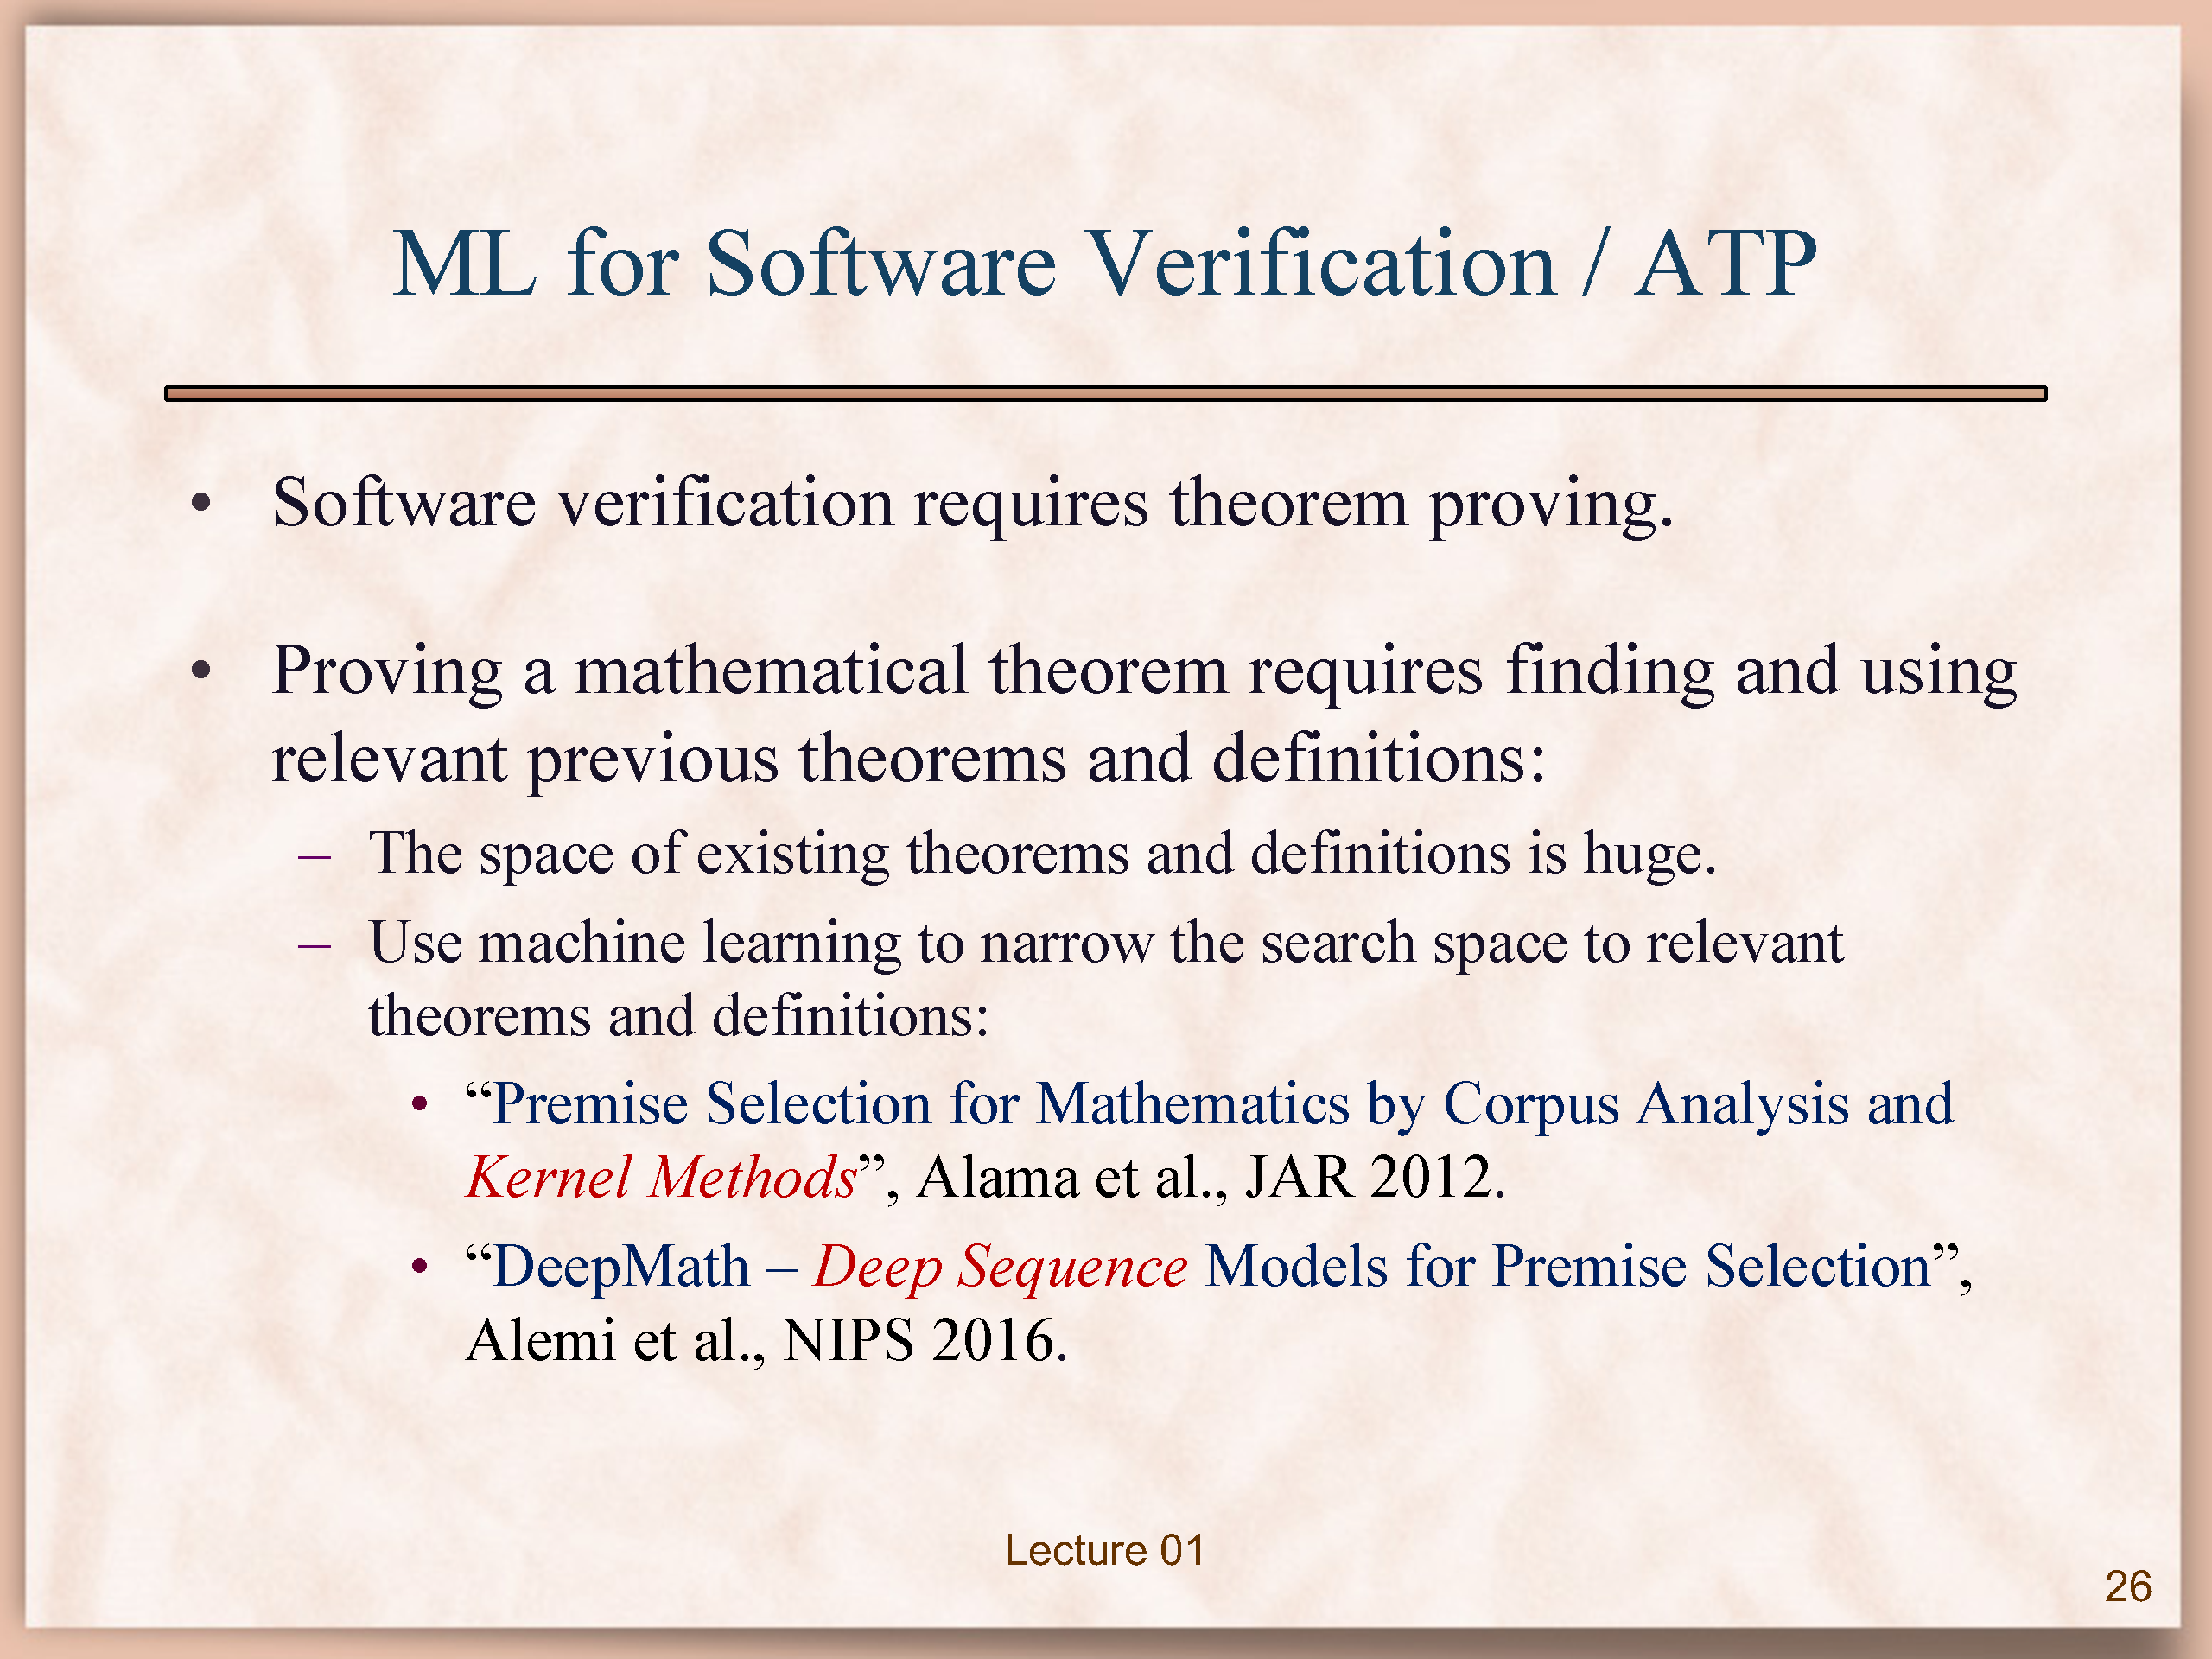 ML for Software Verification / ATP
• Software verification requires theorem proving.
• Proving a mathematical theorem requires finding and using
relevant previous theorems and definitions:
– The space of existing theorems and definitions is huge.
– Use machine learning to narrow the search space to relevant
theorems and definitions:
• “Premise Selection for Mathematics by Corpus Analysis and
Kernel Methods”, Alama et al., JAR 2012.
• “DeepMath – Deep Sequence Models for Premise Selection”,
Alemi et al., NIPS 2016.
Lecture 01
26